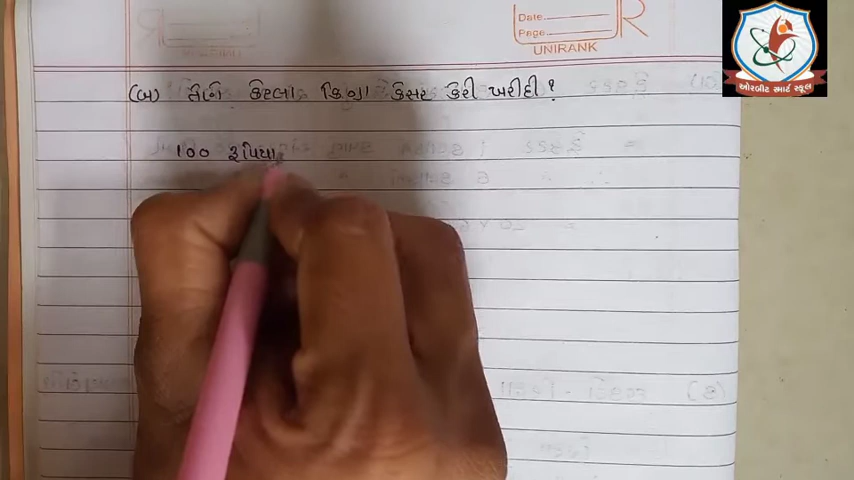 Date.
Page.
UNIRANK
ઓરબીટ સ્માર્ટ સ્કૂલ
(બ) તેણે કેટલા કિગ્રા કેસર કેરી ખરીદી ?
100 રૂપિયા